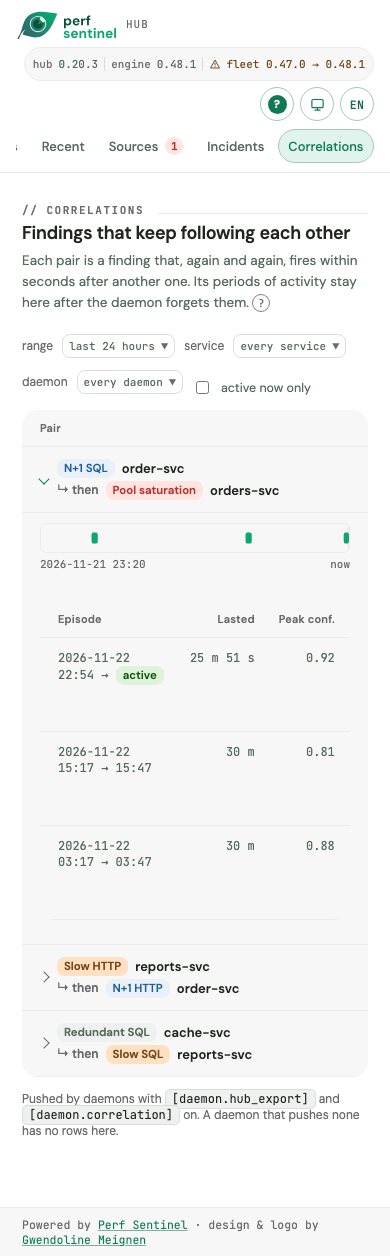 perf
sentinel HUB
hub 0.20.3 engine 0.48.1 ⚠ fleet 0.47.0 → 0.48.1
? EN
s Recent Sources 1 Incidents Correlations
// CORRELATIONS
Findings that keep following each other
Each pair is a finding that, again and again, fires within
seconds after another one. Its periods of activity stay
here after the daemon forgets them. ?
range last 24 hours ▼ service every service ▼
daemon every daemon ▼ active now only
Pair
N+1 SQL order-svc
↳ then Pool saturation orders-svc
2026-11-21 23:20 now
Episode Lasted Peak conf.
2026-11-22 25 m 51 s 0.92
22:54 → active
2026-11-22 30 m 0.81
15:17 → 15:47
2026-11-22 30 m 0.88
03:17 → 03:47
Slow HTTP reports-svc
↳ then N+1 HTTP order-svc
Redundant SQL cache-svc
↳ then Slow SQL reports-svc
Pushed by daemons with [daemon.hub_export] and
[daemon.correlation] on. A daemon that pushes none
has no rows here.
Powered by Perf Sentinel · design & logo by
Gwendoline Meignen